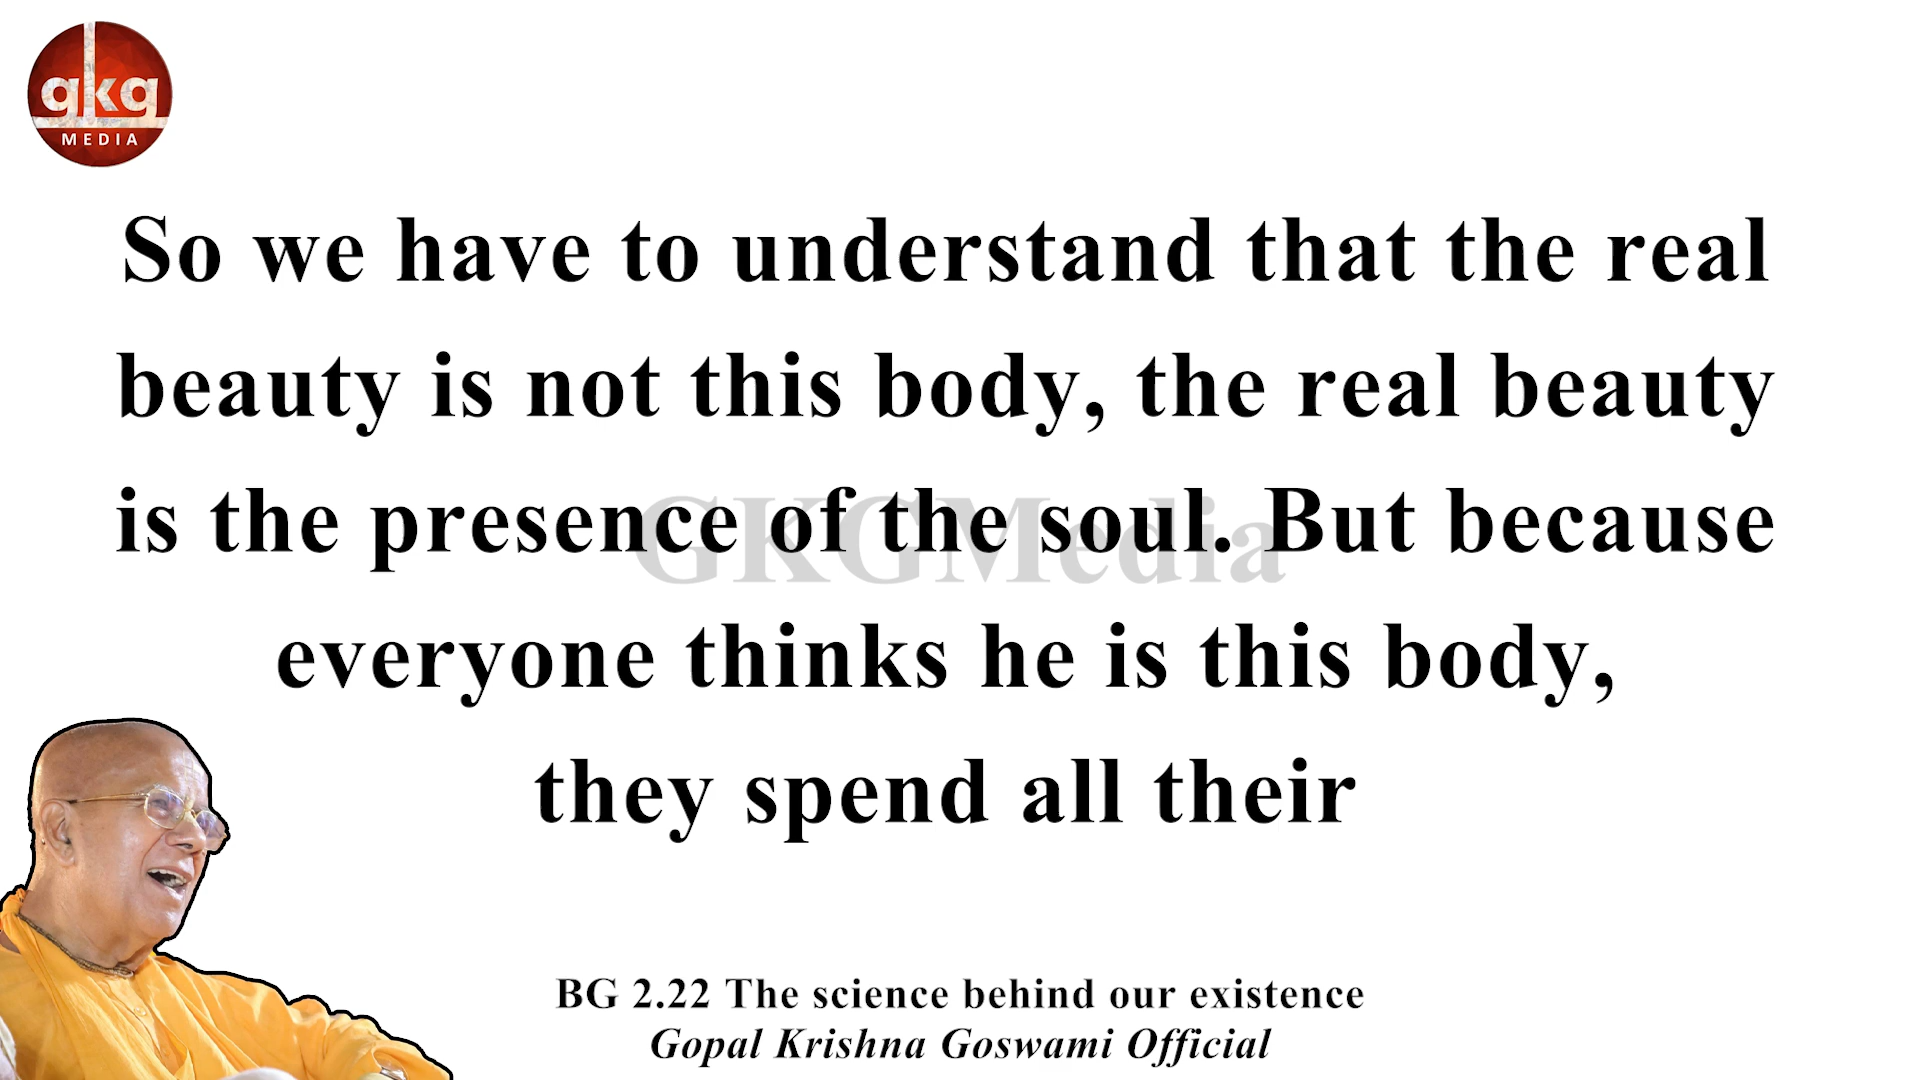 gkg
MEDIA
So we have to understand that the real
beauty is not this body, the real beauty
is the presence of the soul. But because
GKGMedia
everyone thinks he is this body,
they spend all their
BG 2.22 The science behind our existence
Gopal Krishna Goswami Official